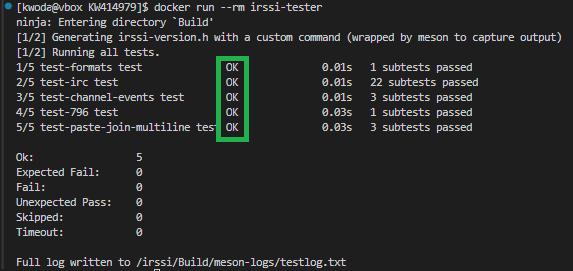 [kwoda@vbox KW414979]$ docker run --rm irssi-tester
ninja: Entering directory `Build'
[1/2] Generating irssi-version.h with a custom command (wrapped by meson to capture output)
[1/2] Running all tests.
1/5 test-formats test OK 0.01s 1 subtests passed
2/5 test-irc test OK 0.01s 22 subtests passed
3/5 test-channel-events test OK 0.01s 3 subtests passed
4/5 test-796 test OK 0.03s 1 subtests passed
5/5 test-paste-join-multiline test OK 0.03s 3 subtests passed
Ok: 5
Expected Fail: 0
Fail: 0
Unexpected Pass: 0
Skipped: 0
Timeout: 0
Full log written to /irssi/Build/meson-logs/testlog.txt